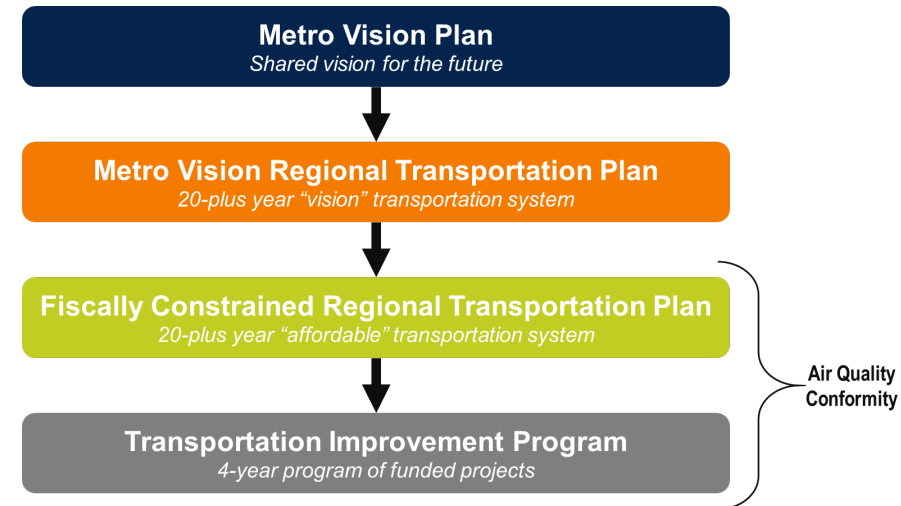 Metro Vision Plan
Shared vision for the future
Metro Vision Regional Transportation Plan
20-plus year “vision” transportation system
Fiscally Constrained Regional Transportation Plan
20-plus year “affordable” transportation system
Air Quality
Conformity
Transportation Improvement Program
4-year program of funded projects